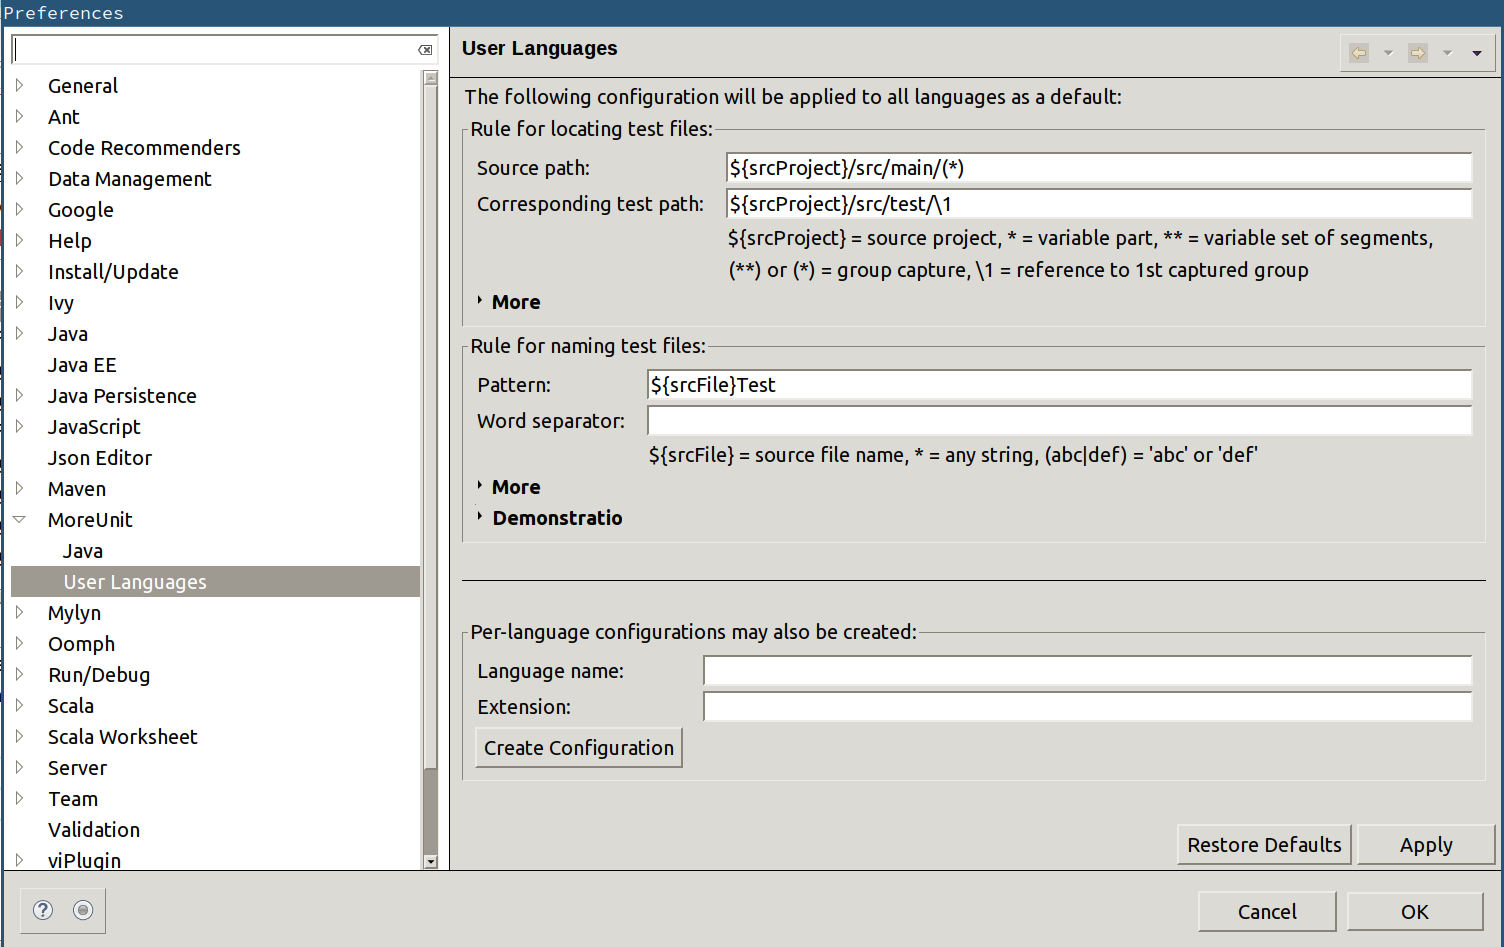 Preferences
General
Ant
Code Recommenders
Data Management
Google
Help
Install/Update
Ivy
Java
Java EE
Java Persistence
JavaScript
Json Editor
Maven
MoreUnit
Java
User Languages
Mylyn
Oomph
Run/Debug
Scala
Scala Worksheet
Server
Team
Validation
viPlugin
User Languages
The following configuration will be applied to all languages as a default:
Rule for locating test files:
Source path: ${srcProject}/src/main/(*)
Corresponding test path: ${srcProject}/src/test/\1
${srcProject} = source project, * = variable part, ** = variable set of segments,
(**) or (*) = group capture, \1 = reference to 1st captured group
More
Rule for naming test files:
Pattern: ${srcFile}Test
Word separator:
${srcFile} = source file name, * = any string, (abc|def) = 'abc' or 'def'
More
Demonstratio
Per-language configurations may also be created:
Language name:
Extension:
Create Configuration
Restore Defaults Apply
? Cancel OK